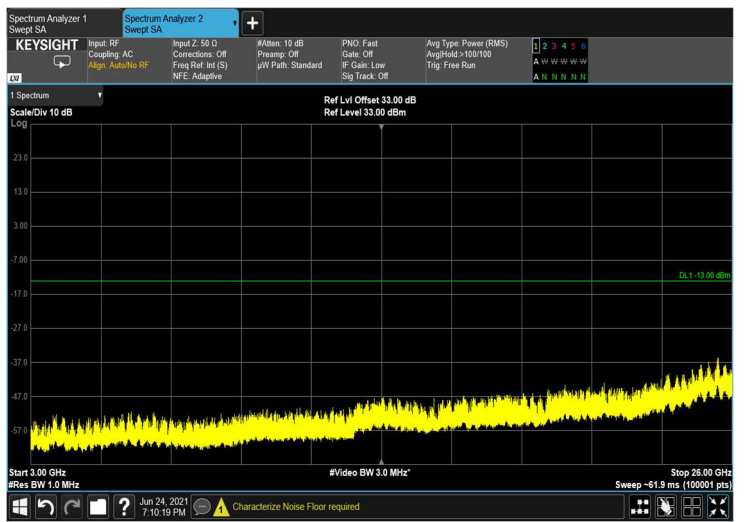 Spectrum Analyzer 1
Swept SA
Spectrum Analyzer 2
Swept SA
KEYSIGHT
Input: RF
Coupling: AC
Align: Auto/No RF
Input Z: 50 Ω
Corrections: Off
Freq Ref: Int (S)
NFE: Adaptive
#Atten: 10 dB
Preamp: Off
µW Path: Standard
PNO: Fast
Gate: Off
IF Gain: Low
Sig Track: Off
Avg Type: Power (RMS)
Avg|Hold:>100/100
Trig: Free Run
1 2 3 4 5 6
A W W W W W
A N N N N N
LXI
1 Spectrum
Scale/Div 10 dB
Log
Ref Lvl Offset 33.00 dB
Ref Level 33.00 dBm
23.0
13.0
3.00
-7.00
DL1 -13.00 dBm
-17.0
-27.0
-37.0
-47.0
-57.0
Start 3.00 GHz
#Res BW 1.0 MHz
#Video BW 3.0 MHz*
Stop 26.00 GHz
Sweep ~61.9 ms (100001 pts)
?
Jun 24, 2021
7:10:19 PM
1
Characterize Noise Floor required